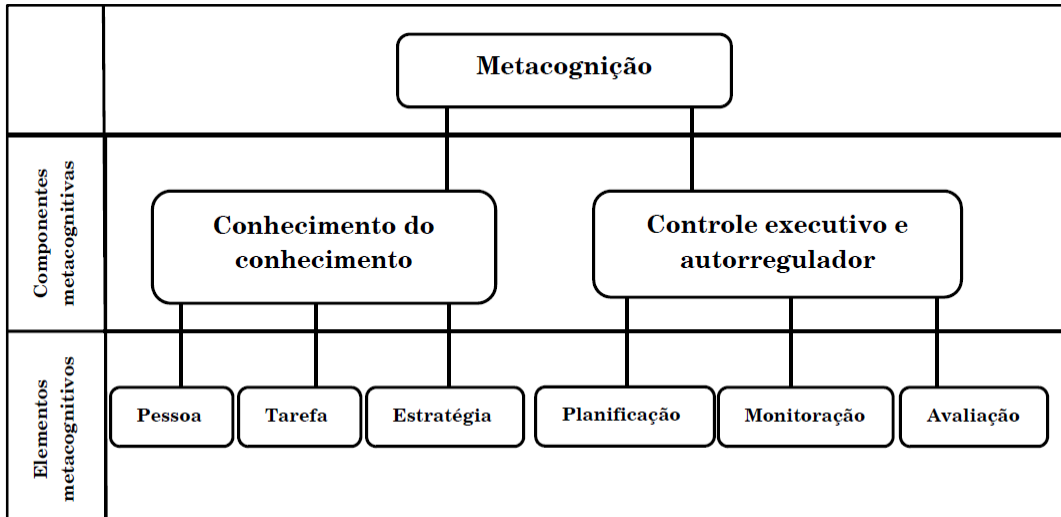 Metacognição
Componentes
metacognitivas
Conhecimento do
conhecimento
Controle executivo e
autorregulador
Elementos
metacognitivos
Pessoa
Tarefa
Estratégia
Planificação
Monitoração
Avaliação